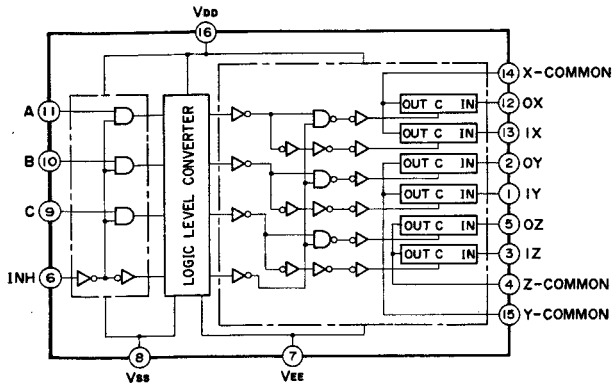 VDD
16
A 11
B 10
C 9
INH 6
LOGIC LEVEL CONVERTER
OUT C IN
OUT C IN
OUT C IN
OUT C IN
OUT C IN
OUT C IN
14 X-COMMON
12 0X
13 1X
2 0Y
1 1Y
5 0Z
3 1Z
4 Z-COMMON
15 Y-COMMON
8
VSS
7
VEE